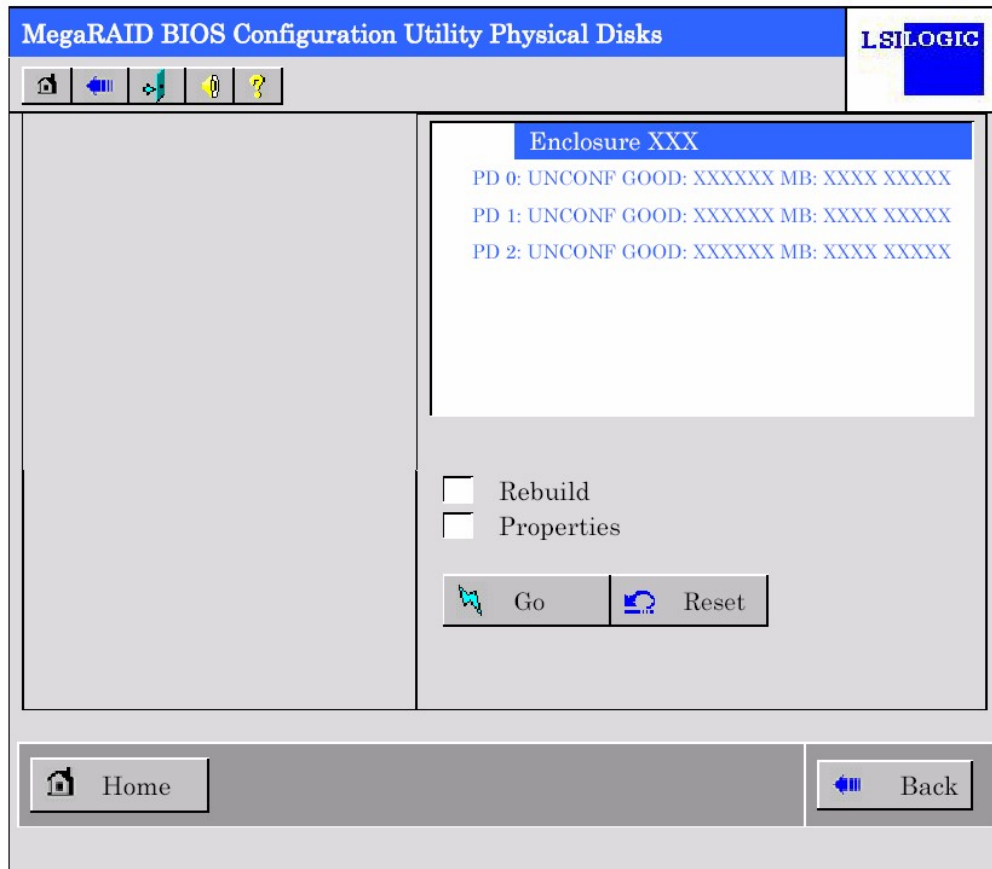 MegaRAID BIOS Configuration Utility Physical Disks
LSI LOGIC
?
Enclosure XXX
PD 0: UNCONF GOOD: XXXXXX MB: XXXX XXXXX
PD 1: UNCONF GOOD: XXXXXX MB: XXXX XXXXX
PD 2: UNCONF GOOD: XXXXXX MB: XXXX XXXXX
Rebuild
Properties
Go
Reset
Home
Back